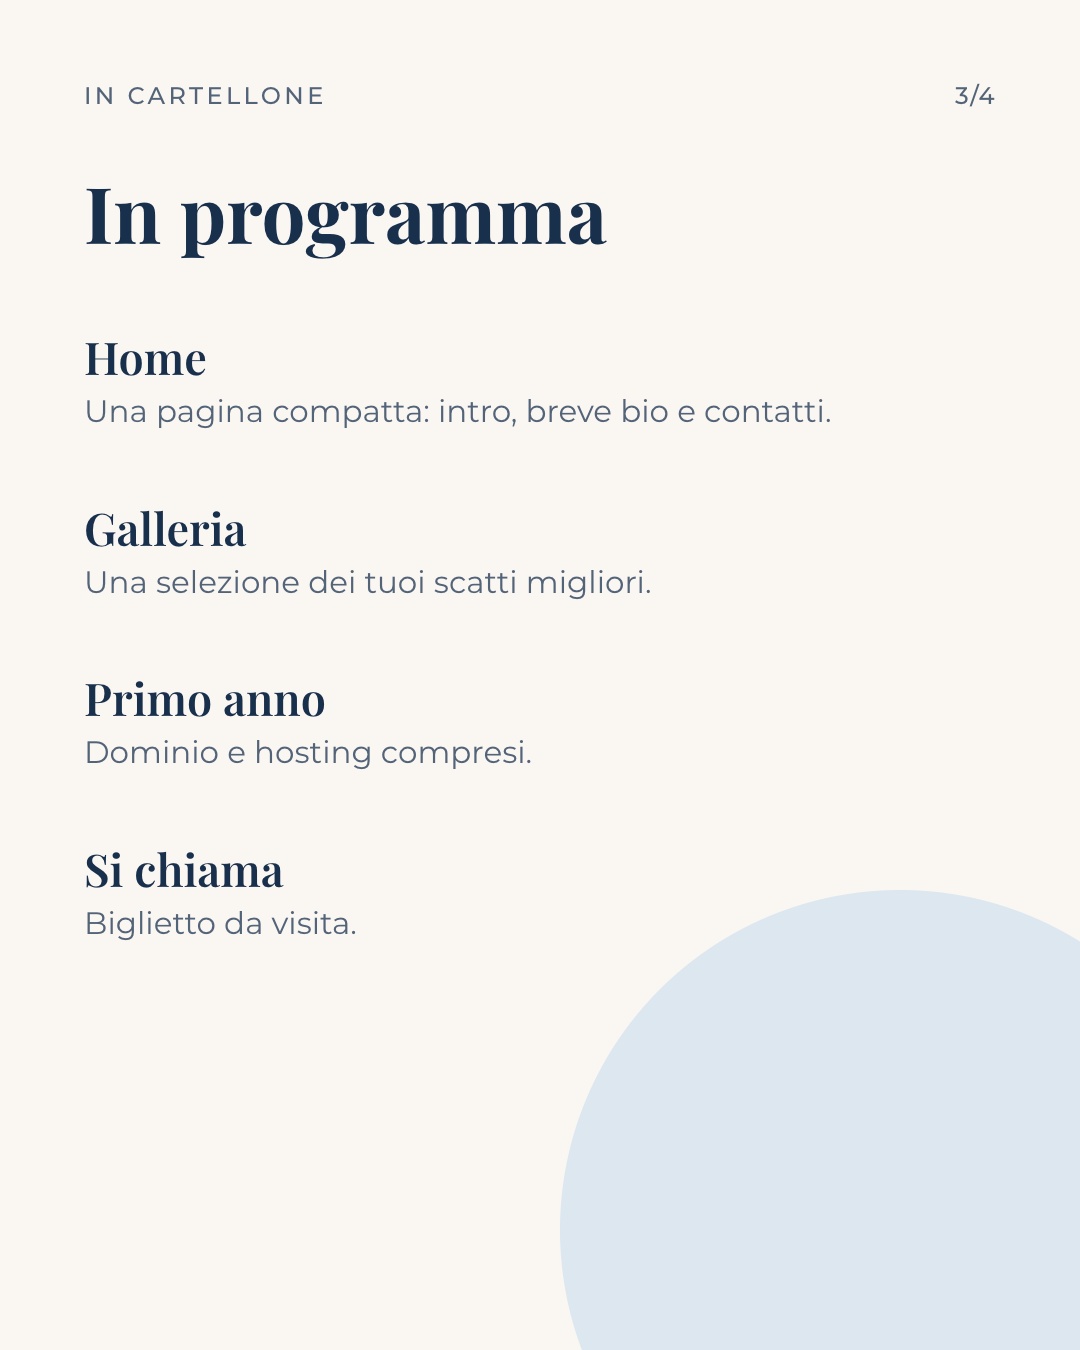 IN CARTELLONE
3/4
In programma
Home
Una pagina compatta: intro, breve bio e contatti.
Galleria
Una selezione dei tuoi scatti migliori.
Primo anno
Dominio e hosting compresi.
Si chiama
Biglietto da visita.